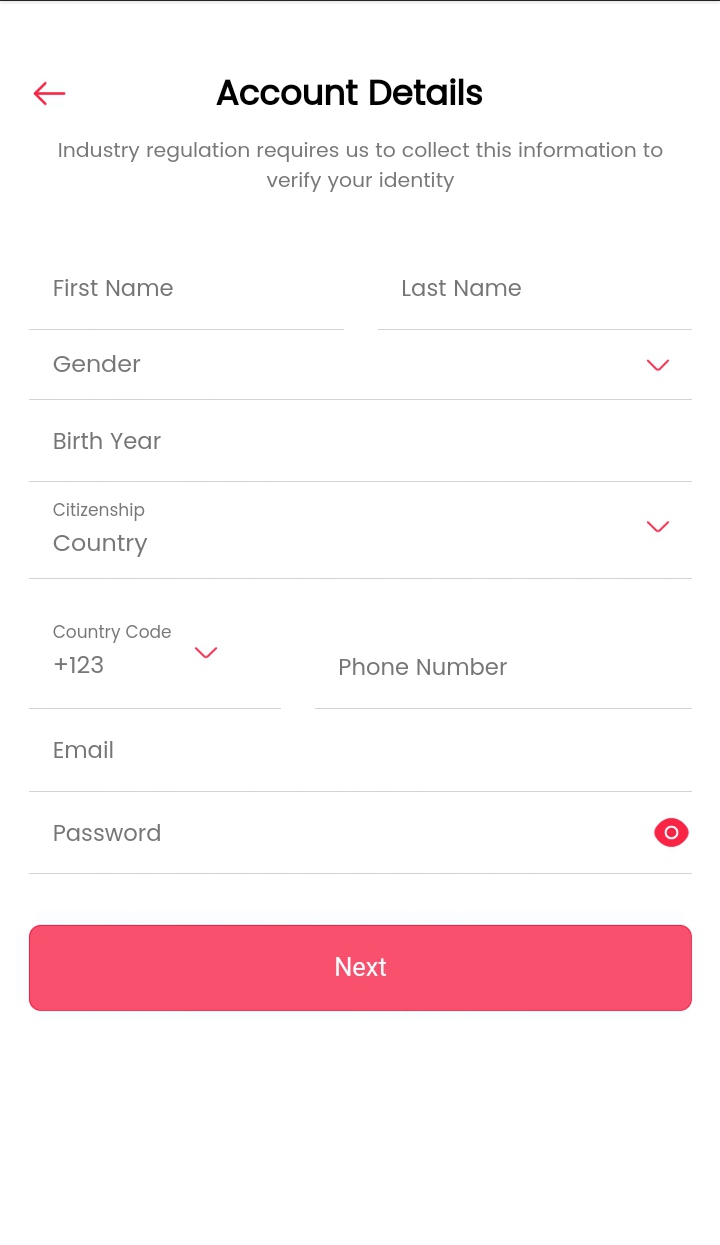 Account Details
Industry regulation requires us to collect this information to
verify your identity
First Name
Last Name
Gender
Birth Year
Citizenship
Country
Country Code
+123
Phone Number
Email
Password
Next